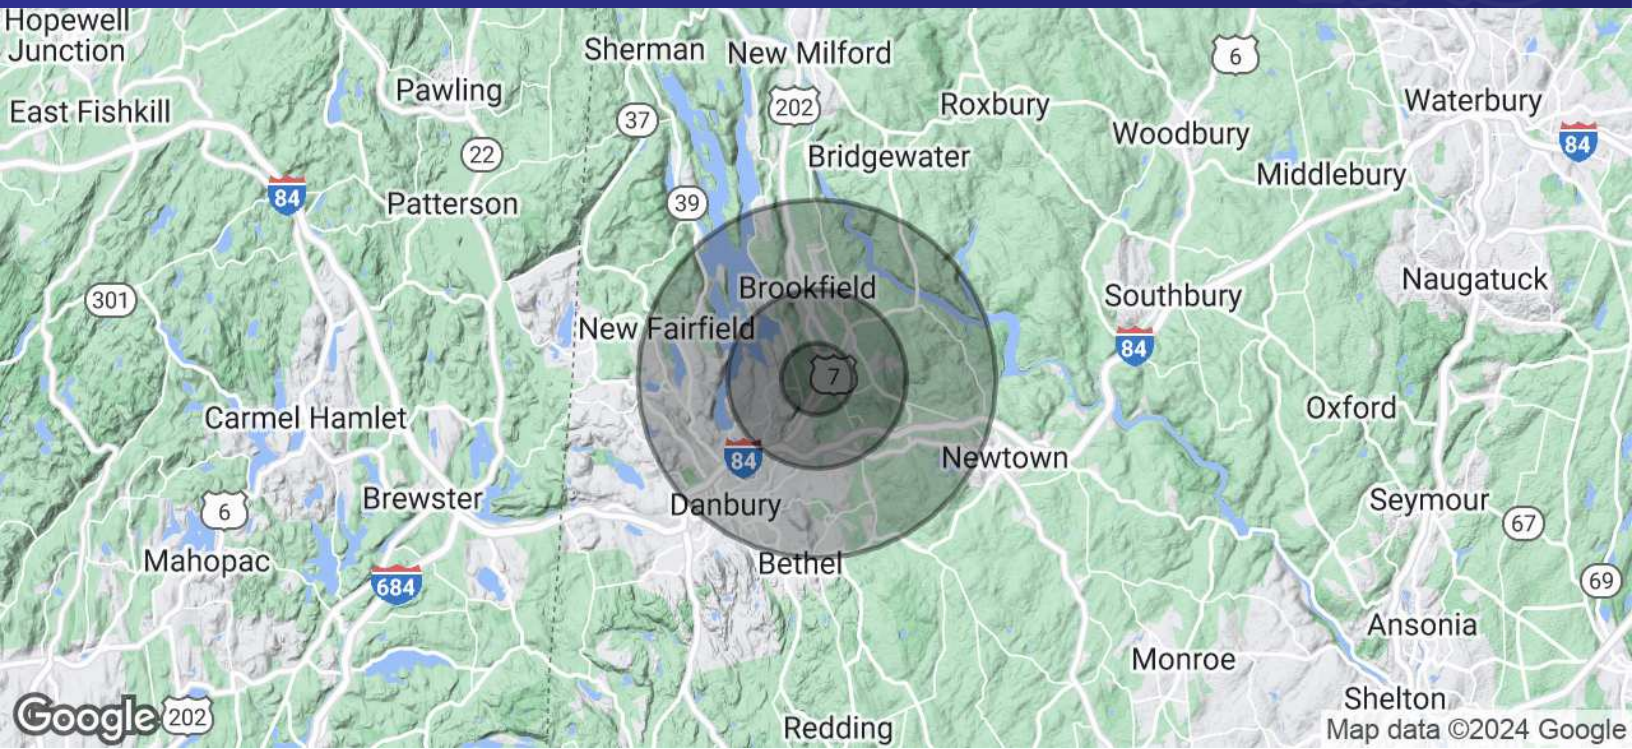 Hopewell
Junction
Sherman
New Milford
6
Pawling
East Fishkill
202
Roxbury
Waterbury
37
Woodbury
84
22
Bridgewater
Middlebury
84
Patterson
39
301
Brookfield
Southbury
Naugatuck
New Fairfield
84
7
Carmel Hamlet
Oxford
84
Newtown
Brewster
Danbury
Seymour
6
67
Mahopac
Bethel
684
69
Ansonia
Monroe
Shelton
Google
202
Redding
Map data ©2024 Google